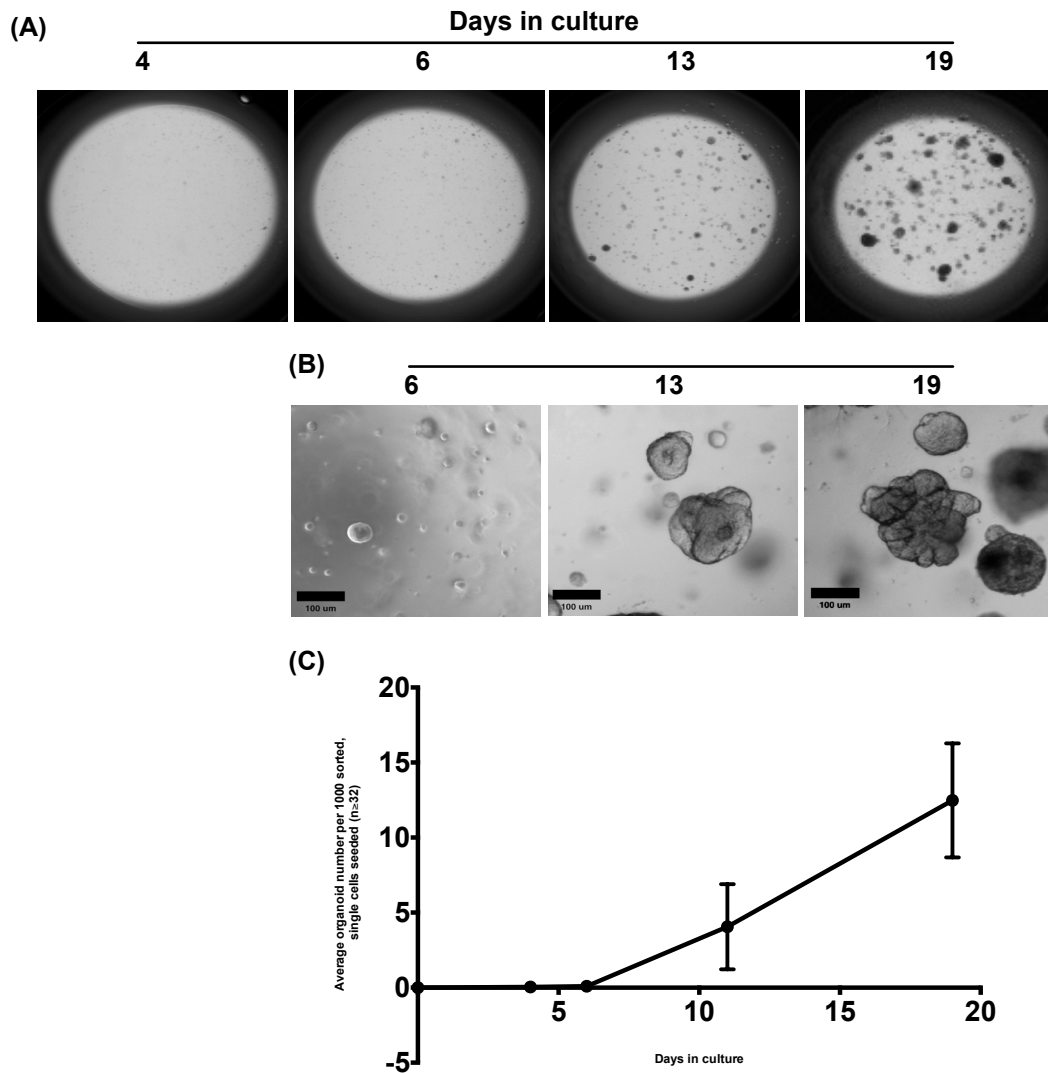 (A)
Days in culture
4 6 13 19
(B)
6 13 19
100 um 100 um 100 um
(C)
Average organoid number per 1000 sorted,
single cells seeded (n≥32)
20
15
10
5
0
-5
5 10 15 20
Days in culture